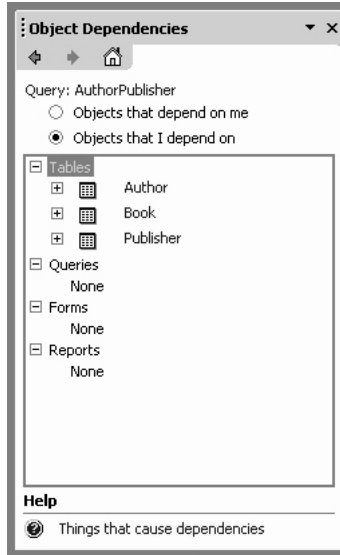 Object Dependencies
Query: AuthorPublisher
Objects that depend on me
Objects that I depend on
Tables
Author
Book
Publisher
Queries
None
Forms
None
Reports
None
Help
Things that cause dependencies